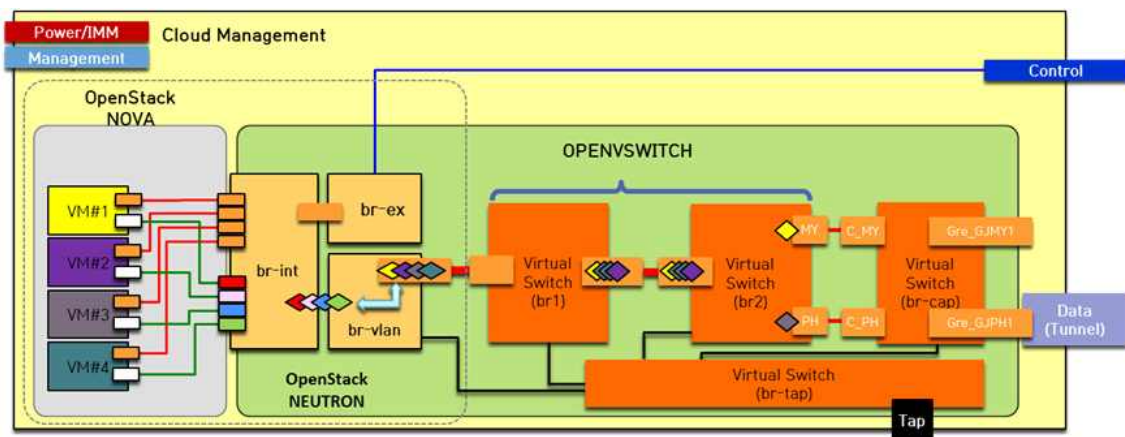 Power/IMM
Cloud Management
Management
Control
OpenStack
NOVA
OPENVSWITCH
VM#1
VM#2
VM#3
VM#4
br-int
br-ex
br-vlan
Virtual
Switch
(br1)
Virtual
Switch
(br2)
MY
C_MY
PH
C_PH
Virtual
Switch
(br-cap)
Gre_GJMY1
Gre_GJPH1
Data
(Tunnel)
OpenStack
NEUTRON
Virtual Switch
(br-tap)
Tap